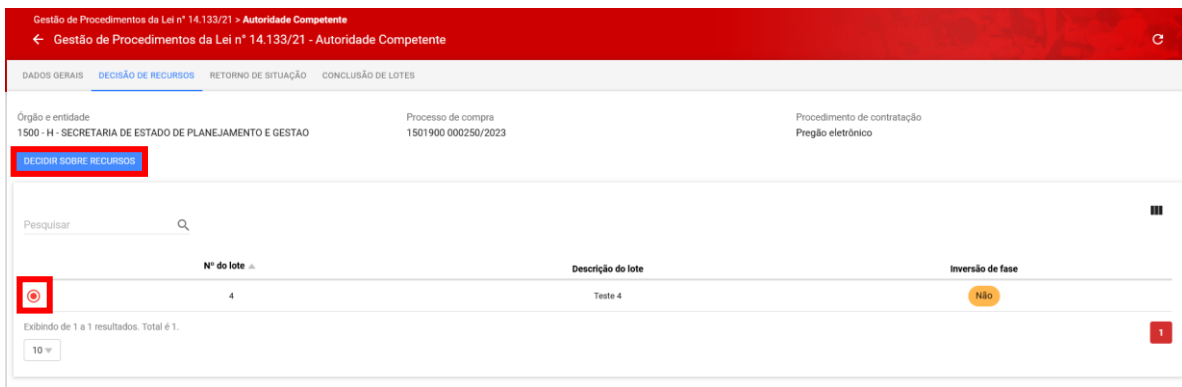 Gestão de Procedimentos da Lei n° 14.133/21 > Autoridade Competente
Gestão de Procedimentos da Lei n° 14.133/21 - Autoridade Competente
DADOS GERAIS DECISÃO DE RECURSOS RETORNO DE SITUAÇÃO CONCLUSÃO DE LOTES
Órgão e entidade Processo de compra Procedimento de contratação
1500 - H - SECRETARIA DE ESTADO DE PLANEJAMENTO E GESTAO 1501900 000250/2023 Pregão eletrônico
DECIDIR SOBRE RECURSOS
Pesquisar
Nº do lote Descrição do lote Inversão de fase
4 Teste 4 Não
Exibindo de 1 a 1 resultados. Total é 1.
1
10